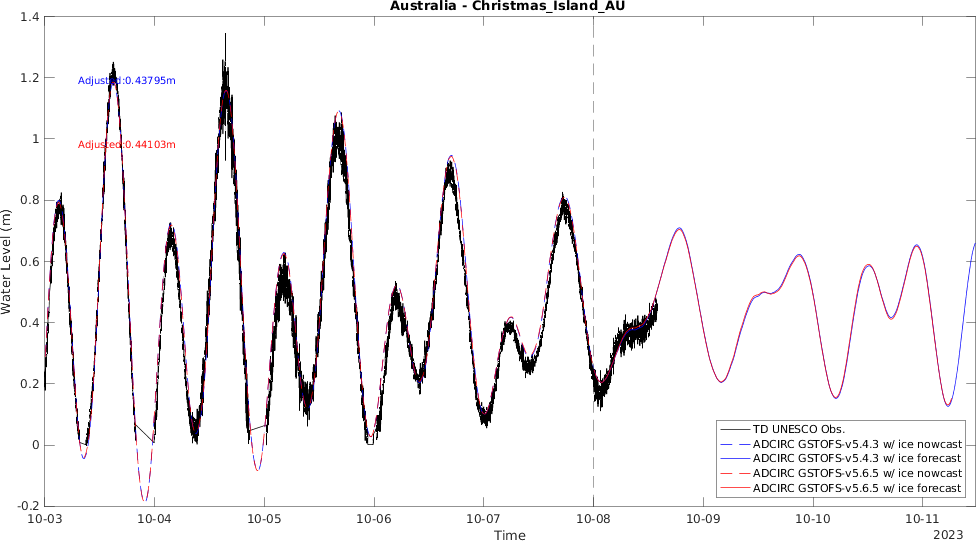 Australia - Christmas_Island_AU
1.4
1.2
1
0.8
0.6
0.4
0.2
0
-0.2
Water Level (m)
Adjusted:0.43795m
Adjusted:0.44103m
TD UNESCO Obs.
ADCIRC GSTOFS-v5.4.3 w/ ice nowcast
ADCIRC GSTOFS-v5.4.3 w/ ice forecast
ADCIRC GSTOFS-v5.6.5 w/ ice nowcast
ADCIRC GSTOFS-v5.6.5 w/ ice forecast
10-03 10-04 10-05 10-06 10-07 10-08 10-09 10-10 10-11
Time
2023